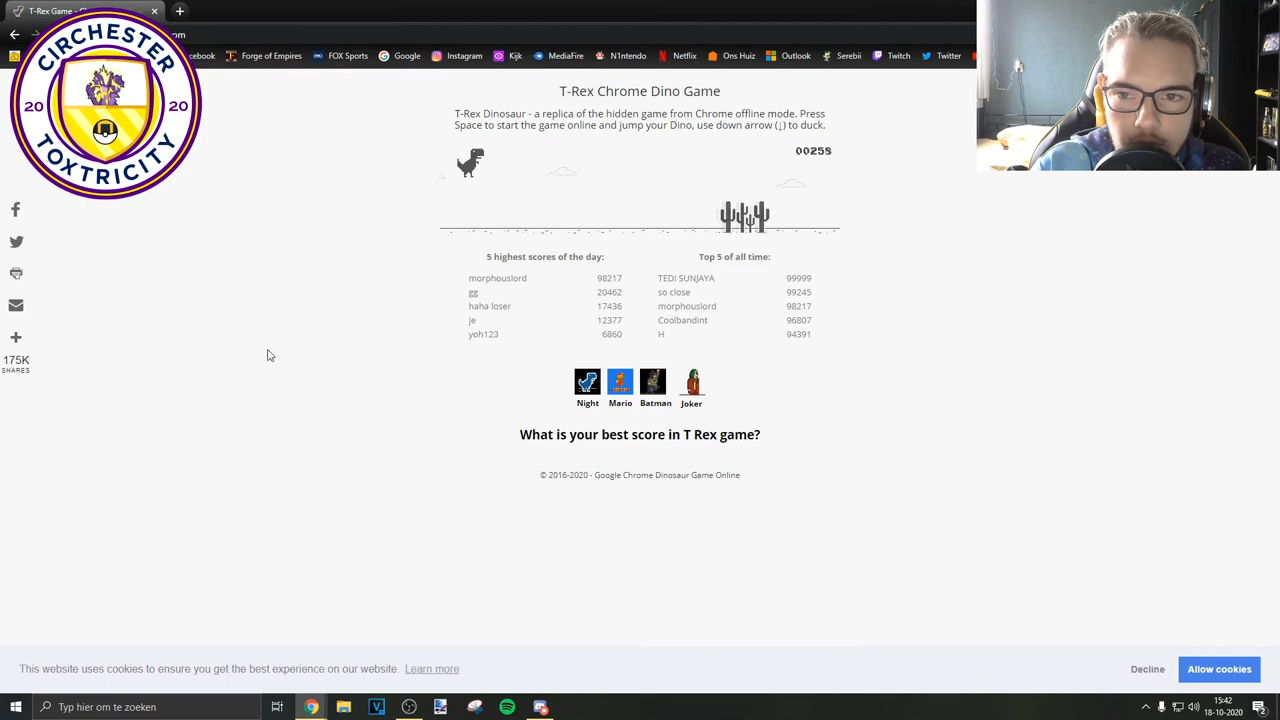 T-Rex - C
CIRCHESTER
20 20
TOXTRICITY
om
cebook Forge of Empires FOX Sports Google Instagram Kijk MediaFire N1ntendo Netflix Ons Huiz Outlook Serebii Twitch Twitter
T-Rex Chrome Dino Game
T-Rex Dinosaur - a replica of the hidden game from Chrome offline mode. Press
Space to start the game online and jump your Dino, use down arrow (↓) to duck.
00258
5 highest scores of the day: Top 5 of all time:
morphouslord 98217 TEDI SUNJAYA 99999
gg 20462 so close 99245
haha loser 17436 morphouslord 98217
je 12377 Coolbandint 96807
yoh123 6860 H 94391
175K
SHARES
Night Mario Batman Joker
What is your best score in T Rex game?
© 2016-2020 - Google Chrome Dinosaur Game Online
This website uses cookies to ensure you get the best experience on our website. Learn more
Decline Allow cookies
Typ hier om te zoeken
15:42
18-10-2020
2